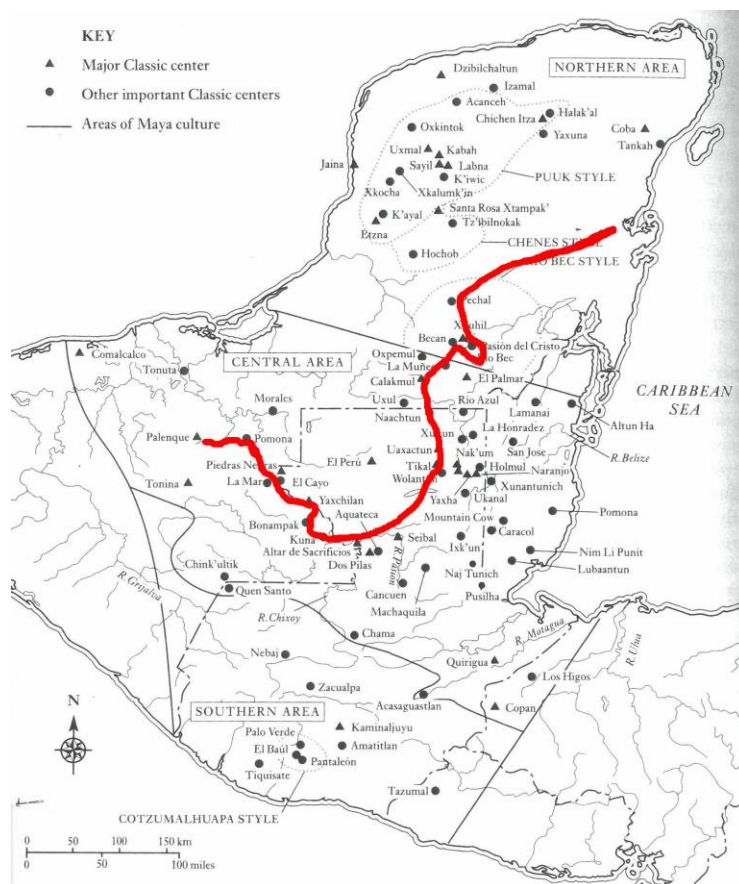 KEY
Major Classic center
Other important Classic centers
Areas of Maya culture
NORTHERN AREA
Dzibilchaltun
Izamal
Acanceh
Halak'al
Chichen Itza
Oxkintok
Yaxuna
Coba
Tankah
Uxmal
Kabah
Jaina
Sayil
Labna
K'iwic
PUUK STYLE
Xkocha
Xkalumk'in
Santa Rosa Xtampak'
K'ayal
Tz'ibilnokak
Etzna
CHENES STYLE
Hochob
BEC STYLE
Pechal
Becan
Pasión del Cristo
Comalcalco
CENTRAL AREA
Oxpemul
Bec
Tonuta
La Muñe
Calakmul
El Palmar
CARIBBEAN
SEA
Morales
Uxul
Rio Azul
Lamanai
Naachtun
Altun Ha
La Honradez
Palenque
Pomona
Uaxactun
Nak'um
San Jose
R. Belize
Piedras Negras
El Perú
Tikal
Holmul
Naranjo
Tonina
La Mar
El Cayo
Wolantun
Xunantunich
Yaxchilan
Yaxha
Ukanal
Aguateca
Mountain Cow
Pomona
Bonampak
Caracol
Kuna
Seibal
Altar de Sacrificios
Ixk'un
Nim Li Punit
Dos Pilas
R. Pasion
Chink'ultik
Naj Tunich
Lubaantun
R. Grijalva
Quen Santo
Cancuen
Pusilha
Machaquila
R. Chixoy
Chama
R. Motagua
R. Ulua
Nebaj
Quirigua
Los Higos
Zacualpa
N
Acasaguastlan
Copan
SOUTHERN AREA
Kaminaljuyu
Palo Verde
El Baúl
Amatitlan
Pantaleón
Tiquisate
Tazumal
COTZUMALHUAPA STYLE
0 50 100 150 km
0 50 100 miles